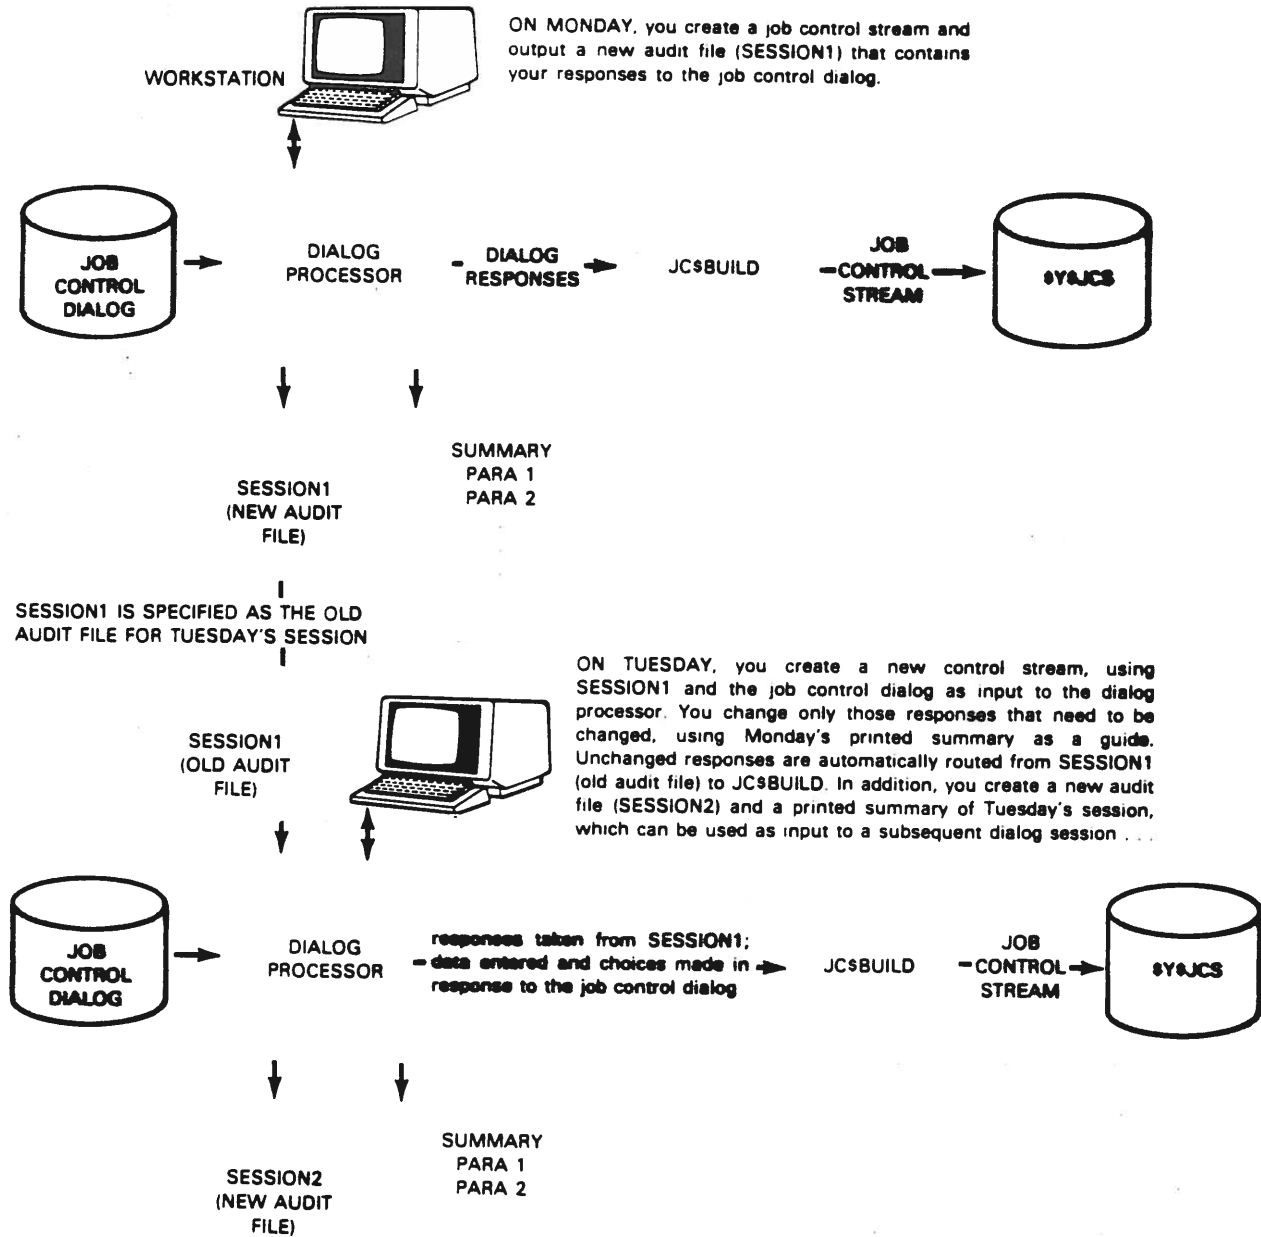 ON MONDAY, you create a job control stream and
output a new audit file (SESSION1) that contains
your responses to the job control dialog.
WORKSTATION
JOB
CONTROL
DIALOG
DIALOG
PROCESSOR
DIALOG
RESPONSES
JC$BUILD
JOB
CONTROL
STREAM
$Y$JCS
SUMMARY
PARA 1
PARA 2
SESSION1
(NEW AUDIT
FILE)
SESSION1 IS SPECIFIED AS THE OLD
AUDIT FILE FOR TUESDAY'S SESSION
ON TUESDAY, you create a new control stream, using
SESSION1 and the job control dialog as input to the dialog
processor. You change only those responses that need to be
changed, using Monday's printed summary as a guide.
Unchanged responses are automatically routed from SESSION1
(old audit file) to JC$BUILD. In addition, you create a new audit
file (SESSION2) and a printed summary of Tuesday's session,
which can be used as input to a subsequent dialog session . . .
SESSION1
(OLD AUDIT
FILE)
JOB
CONTROL
DIALOG
DIALOG
PROCESSOR
responses taken from SESSION1;
data entered and choices made in
response to the job control dialog
JC$BUILD
JOB
CONTROL
STREAM
$Y$JCS
SUMMARY
PARA 1
PARA 2
SESSION2
(NEW AUDIT
FILE)